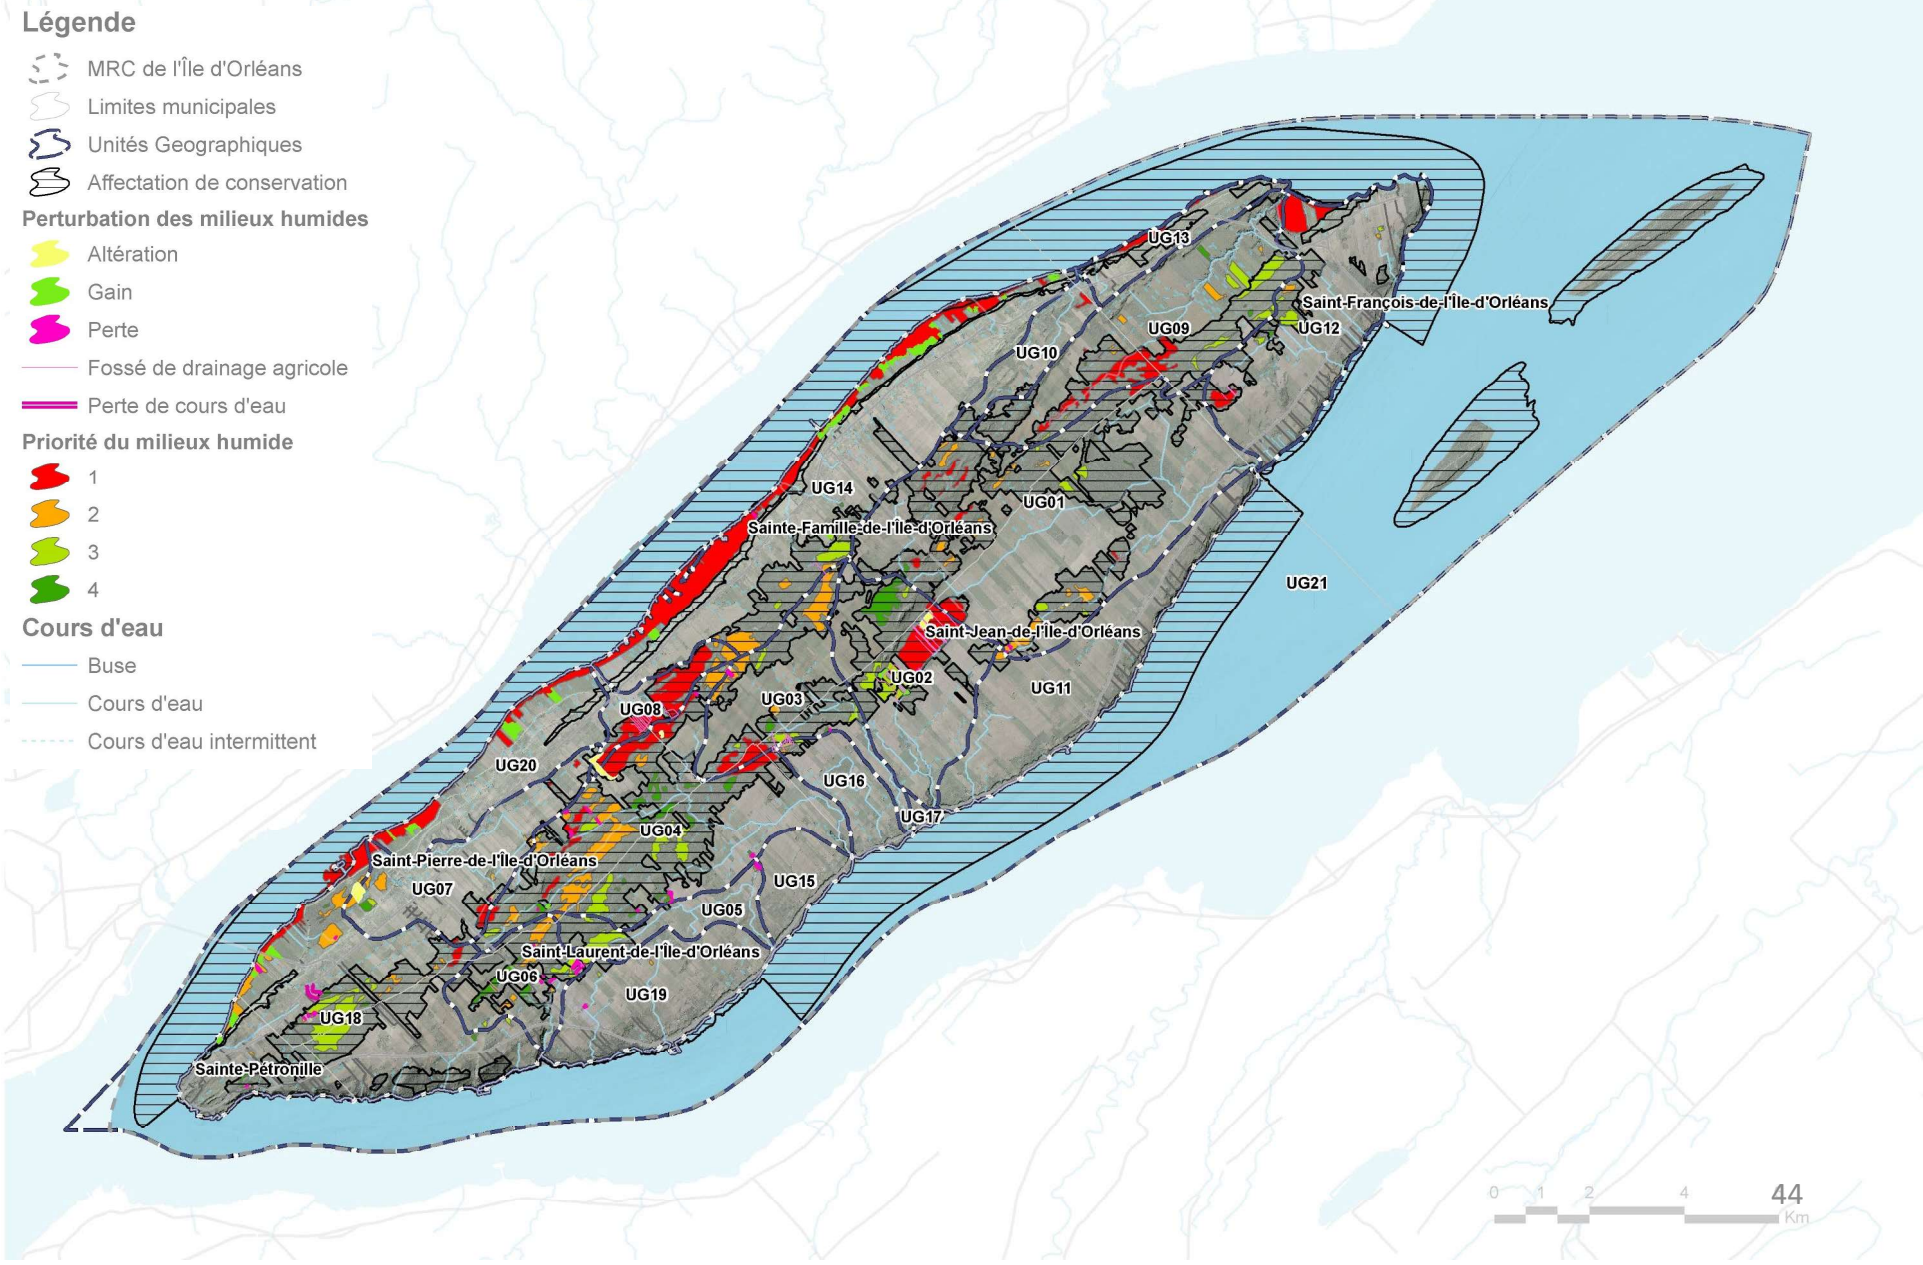 Légende
MRC de l'Île d'Orléans
Limites municipales
Unités Geographiques
Affectation de conservation
Perturbation des milieux humides
Altération
Gain
Perte
Fossé de drainage agricole
Perte de cours d'eau
Priorité du milieux humide
1
2
3
4
Cours d'eau
Buse
Cours d'eau
Cours d'eau intermittent
UG13
Saint-François-de-l'Île-d'Orléans
UG09
UG12
UG10
UG14
UG01
Sainte-Famille-de-l'Île-d'Orléans
UG21
Saint-Jean-de-l'Île-d'Orléans
UG02
UG11
UG03
UG08
UG20
UG16
UG17
UG04
Saint-Pierre-de-l'Île-d'Orléans
UG07
UG15
UG05
Saint-Laurent-de-l'Île-d'Orléans
UG06
UG19
UG18
Sainte-Pétronille
0 1 2 4 44
Km